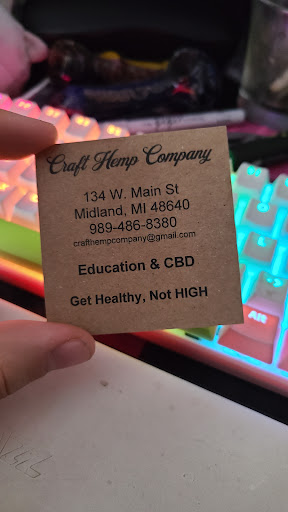 Craft Hemp Company
134 W. Main St
Midland, MI 48640
989-486-8380
crafthempcompany@gmail.com
Education & CBD
Get Healthy, Not HIGH
Alt